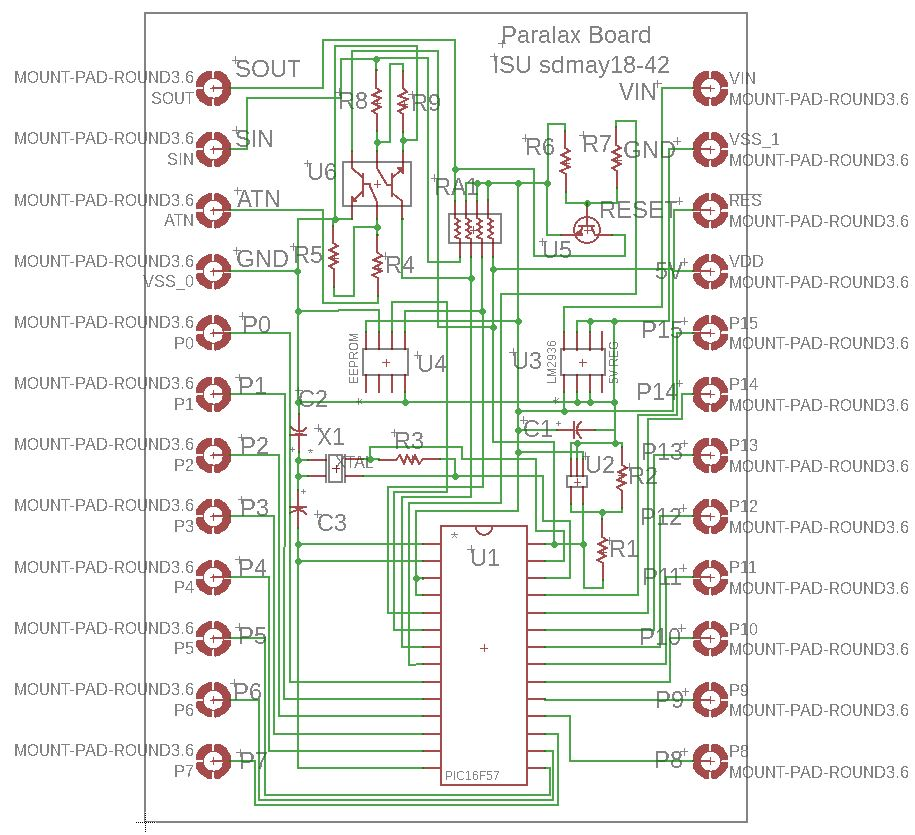 Paralax Board
ISU sdmay18-42
MOUNT-PAD-ROUND3.6
SOUT
SOUT
MOUNT-PAD-ROUND3.6
SIN
SIN
MOUNT-PAD-ROUND3.6
ATN
ATN
MOUNT-PAD-ROUND3.6
VSS_0
GND
MOUNT-PAD-ROUND3.6
P0
P0
MOUNT-PAD-ROUND3.6
P1
P1
MOUNT-PAD-ROUND3.6
P2
P2
MOUNT-PAD-ROUND3.6
P3
P3
MOUNT-PAD-ROUND3.6
P4
P4
MOUNT-PAD-ROUND3.6
P5
P5
MOUNT-PAD-ROUND3.6
P6
P6
MOUNT-PAD-ROUND3.6
P7
P7
R8
R9
U6
RA1
R5
R4
R6
R7
U5
EEPROM
U4
U3
LM2936
5V REG
C2
X1
XTAL
R3
C3
C1
U2
R2
R1
*
U1
PIC16F57
VIN
VIN
MOUNT-PAD-ROUND3.6
GND
VSS_1
MOUNT-PAD-ROUND3.6
RESET
RES
MOUNT-PAD-ROUND3.6
5V
VDD
MOUNT-PAD-ROUND3.6
P15
P15
MOUNT-PAD-ROUND3.6
P14
P14
MOUNT-PAD-ROUND3.6
P13
P13
MOUNT-PAD-ROUND3.6
P12
P12
MOUNT-PAD-ROUND3.6
P11
P11
MOUNT-PAD-ROUND3.6
P10
P10
MOUNT-PAD-ROUND3.6
P9
P9
MOUNT-PAD-ROUND3.6
P8
P8
MOUNT-PAD-ROUND3.6